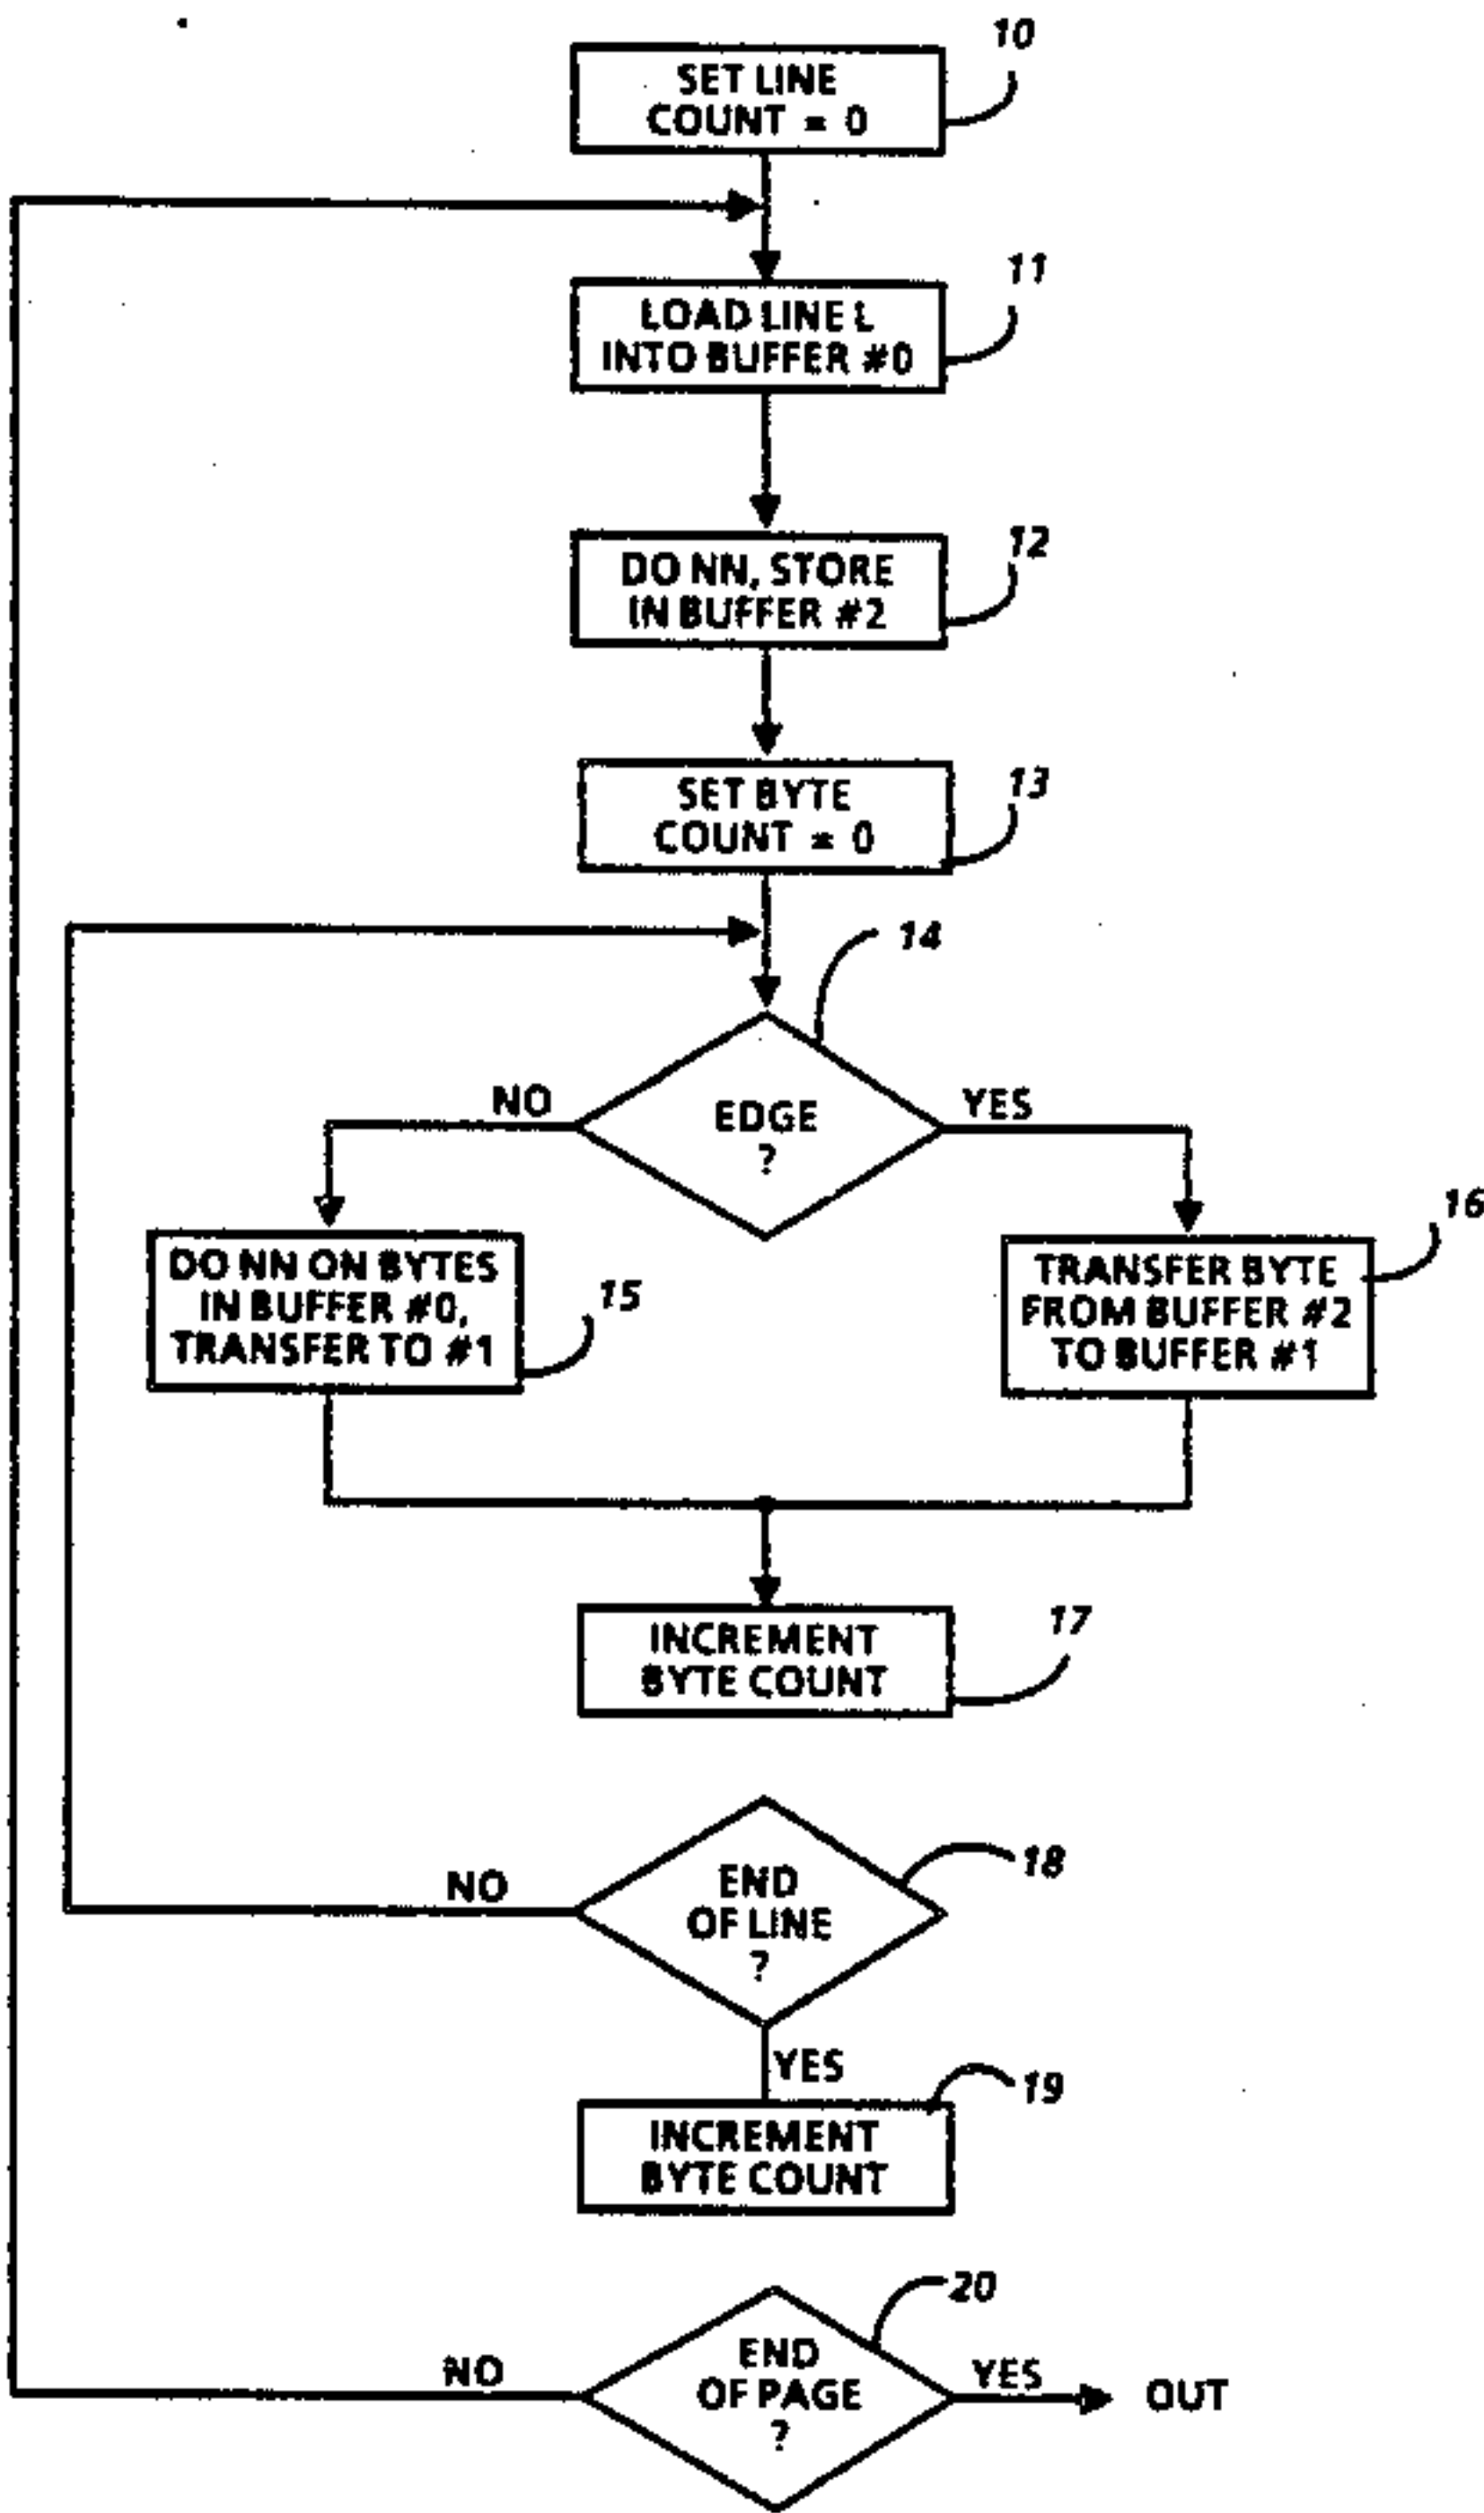 10
SET LINE
COUNT = 0
11
LOAD LINE L
INTO BUFFER #0
12
DO NN, STORE
IN BUFFER #2
13
SET BYTE
COUNT = 0
14
EDGE
?
NO
YES
15
DO NN ON BYTES
IN BUFFER #0,
TRANSFER TO #1
16
TRANSFER BYTE
FROM BUFFER #2
TO BUFFER #1
17
INCREMENT
BYTE COUNT
18
END
OF LINE
?
NO
YES
19
INCREMENT
BYTE COUNT
20
END
OF PAGE
?
NO
YES
OUT